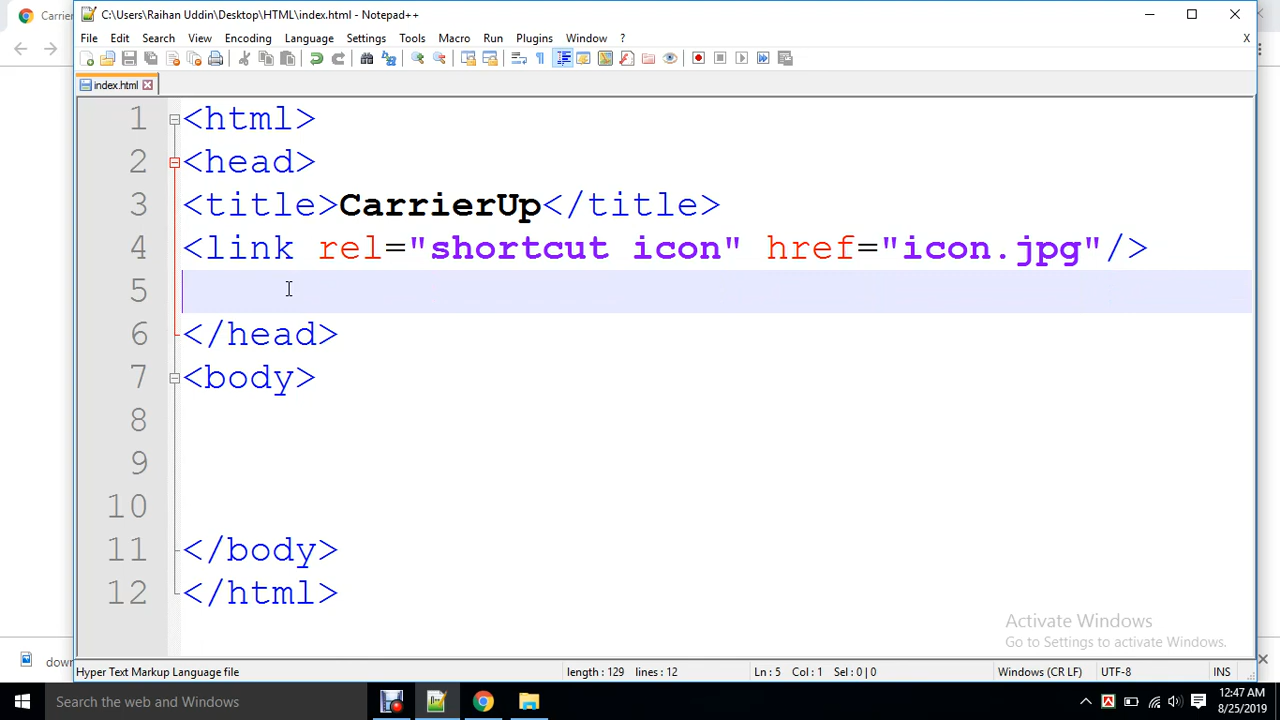 Carrier
C:\Users\Raihan Uddin\Desktop\HTML\index.html - Notepad++
File Edit Search View Encoding Language Settings Tools Macro Run Plugins Window ? X
index.html
1 <html>
2 <head>
3 <title>CarrierUp</title>
4 <link rel="shortcut icon" href="icon.jpg"/>
5
6 </head>
7 <body>
8
9
10
11 </body>
12 </html>
Activate Windows
Go to Settings to activate Windows.
dow
Hyper Text Markup Language file length : 129 lines : 12 Ln : 5 Col : 1 Sel : 0 | 0 Windows (CR LF) UTF-8 INS
Search the web and Windows
12:47 AM
8/25/2019